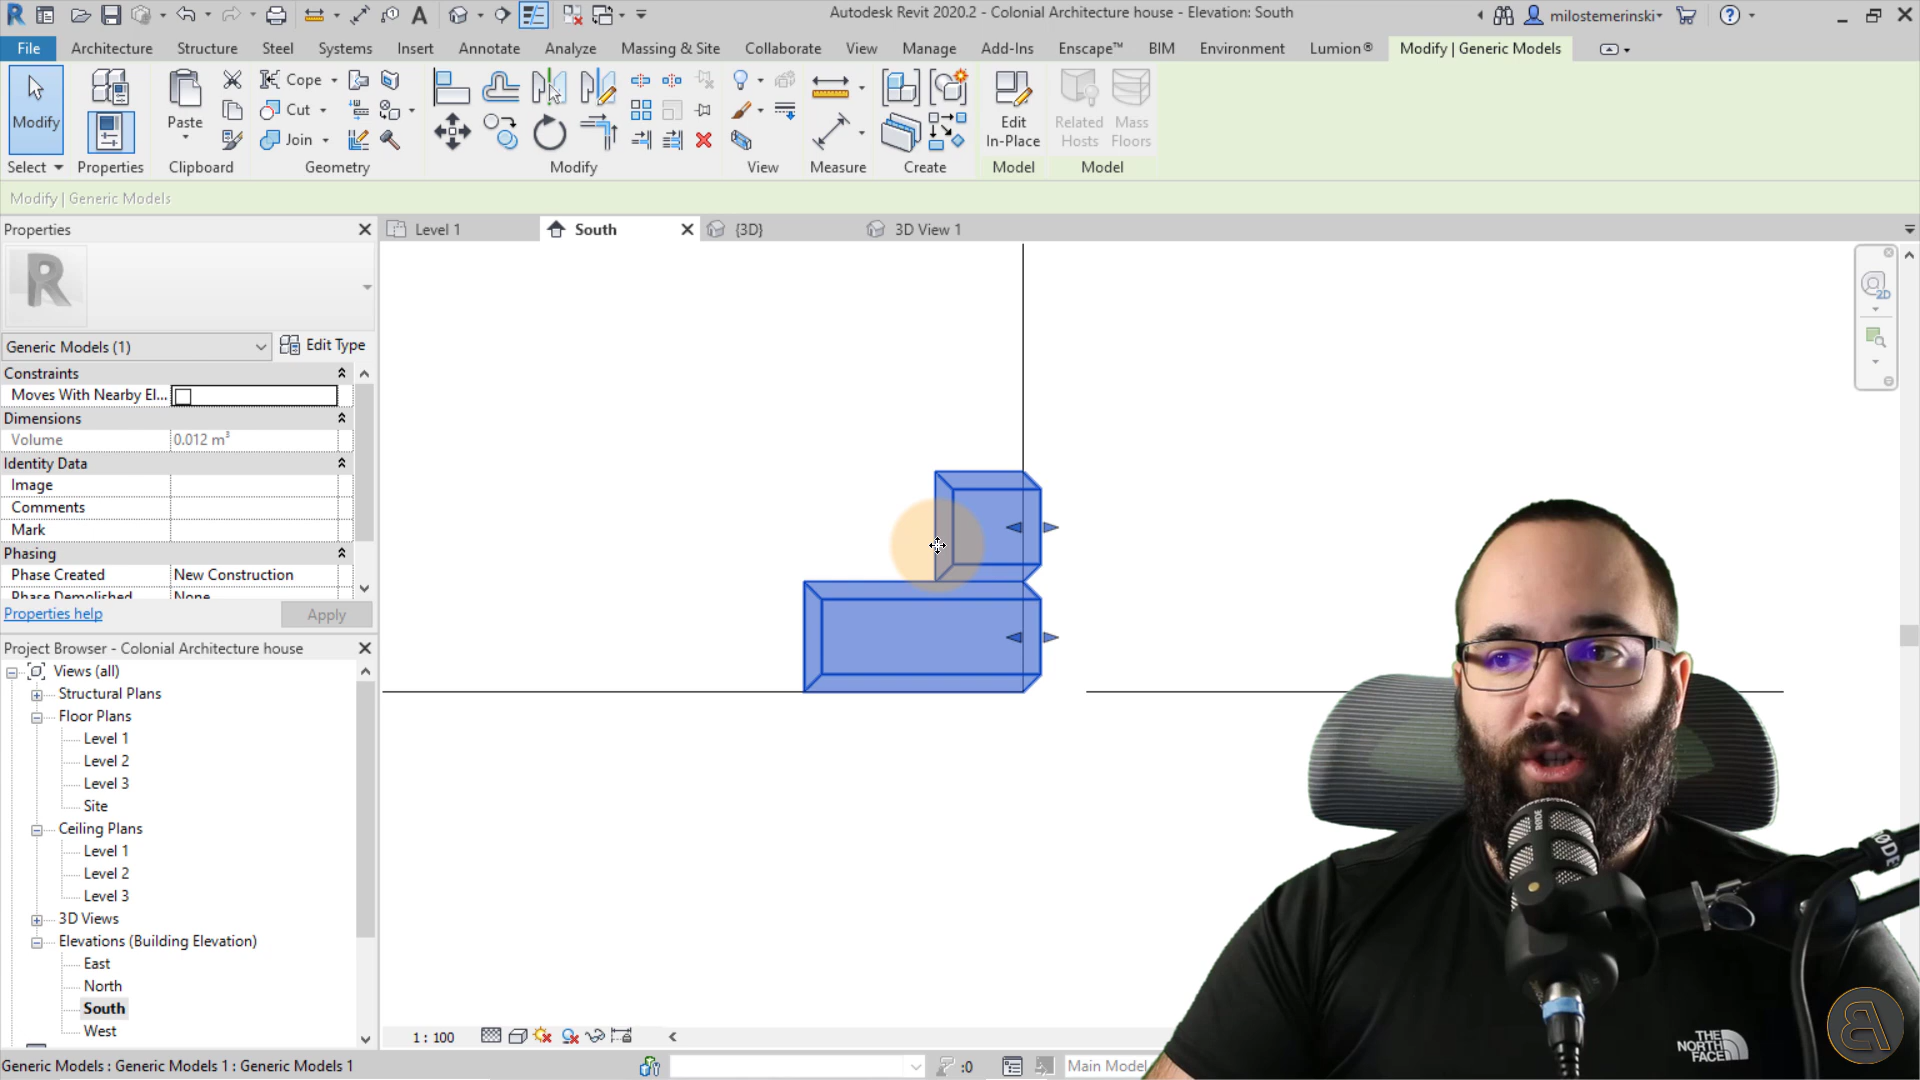 Autodesk Revit 2020.2 - Colonial Architecture house - Elevation: South
milostemerinski
File
Architecture
Structure
Steel
Systems
Insert
Annotate
Analyze
Massing & Site
Collaborate
View
Manage
Add-Ins
Enscape™
BIM
Environment
Lumion®
Modify | Generic Models
Modify
Paste
Cope
Cut
Join
Edit
In-Place
Related
Hosts
Mass
Floors
Select
Properties
Clipboard
Geometry
Modify
View
Measure
Create
Model
Model
Modify | Generic Models
Properties
Level 1
South
{3D}
3D View 1
R
2D
Generic Models (1)
Edit Type
Constraints
Moves With Nearby El...
Dimensions
Volume 0.012 m³
Identity Data
Image
Comments
Mark
Phasing
Phase Created New Construction
Phase Demolished None
Properties help
Apply
Project Browser - Colonial Architecture house
Views (all)
Structural Plans
Floor Plans
Level 1
Level 2
Level 3
Site
Ceiling Plans
Level 1
Level 2
Level 3
3D Views
Elevations (Building Elevation)
East
North
South
West
1 : 100
Generic Models : Generic Models 1 : Generic Models 1
:0
Main Model
RØDE
RØDE
THE
NORTH
FACE